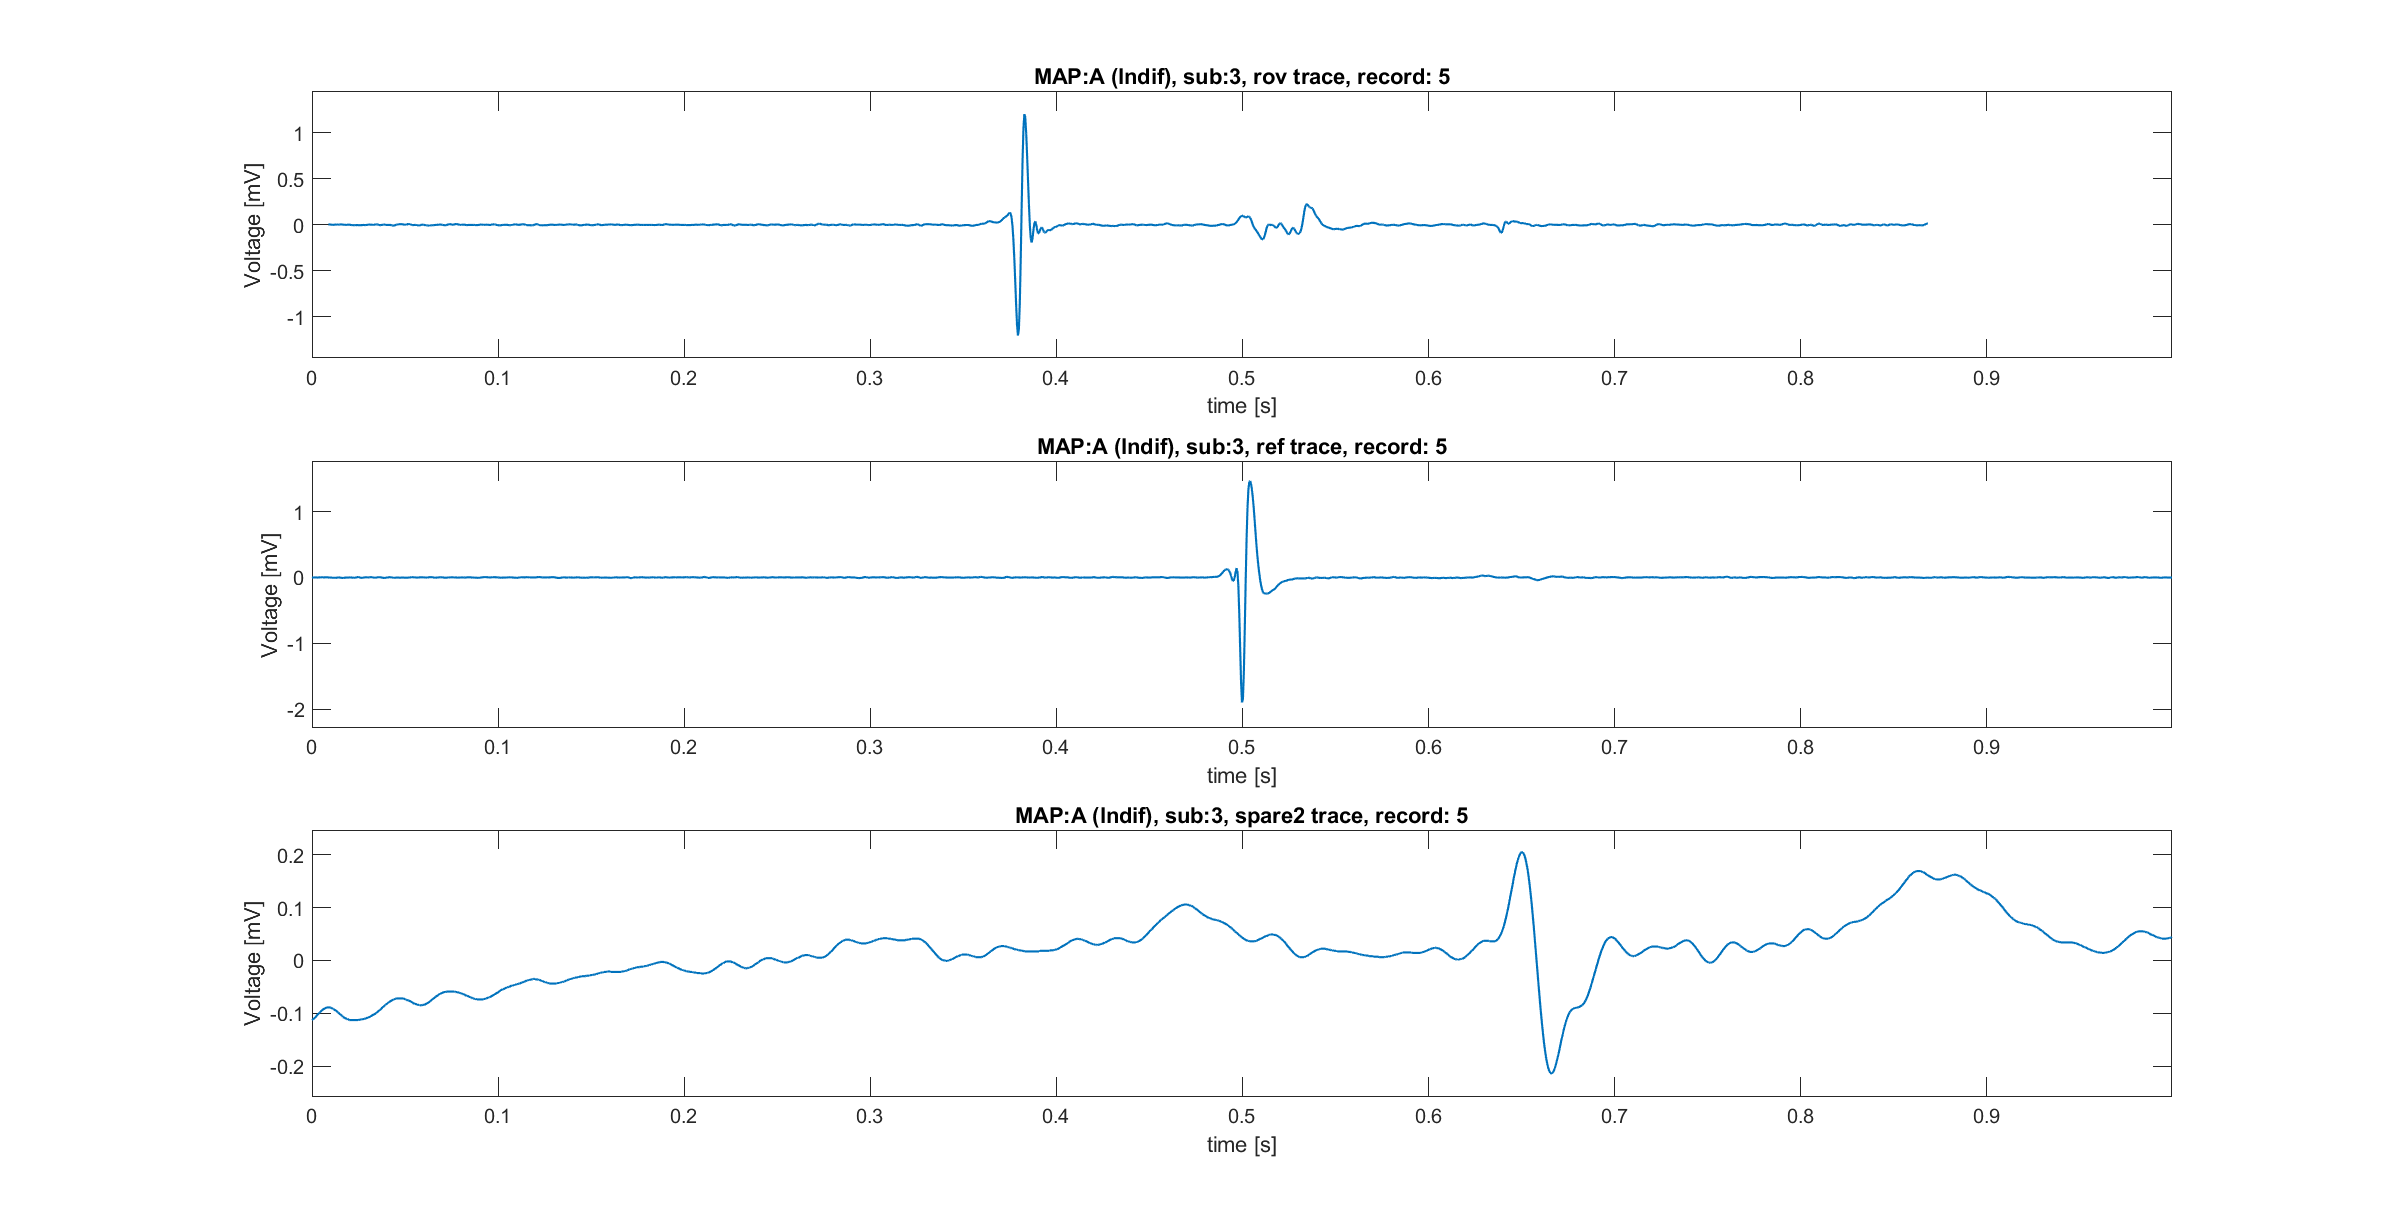 MAP:A (Indif), sub:3, rov trace, record: 5
Voltage [mV]
1
0.5
0
-0.5
-1
0 0.1 0.2 0.3 0.4 0.5 0.6 0.7 0.8 0.9
time [s]
MAP:A (Indif), sub:3, ref trace, record: 5
Voltage [mV]
1
0
-1
-2
0 0.1 0.2 0.3 0.4 0.5 0.6 0.7 0.8 0.9
time [s]
MAP:A (Indif), sub:3, spare2 trace, record: 5
Voltage [mV]
0.2
0.1
0
-0.1
-0.2
0 0.1 0.2 0.3 0.4 0.5 0.6 0.7 0.8 0.9
time [s]